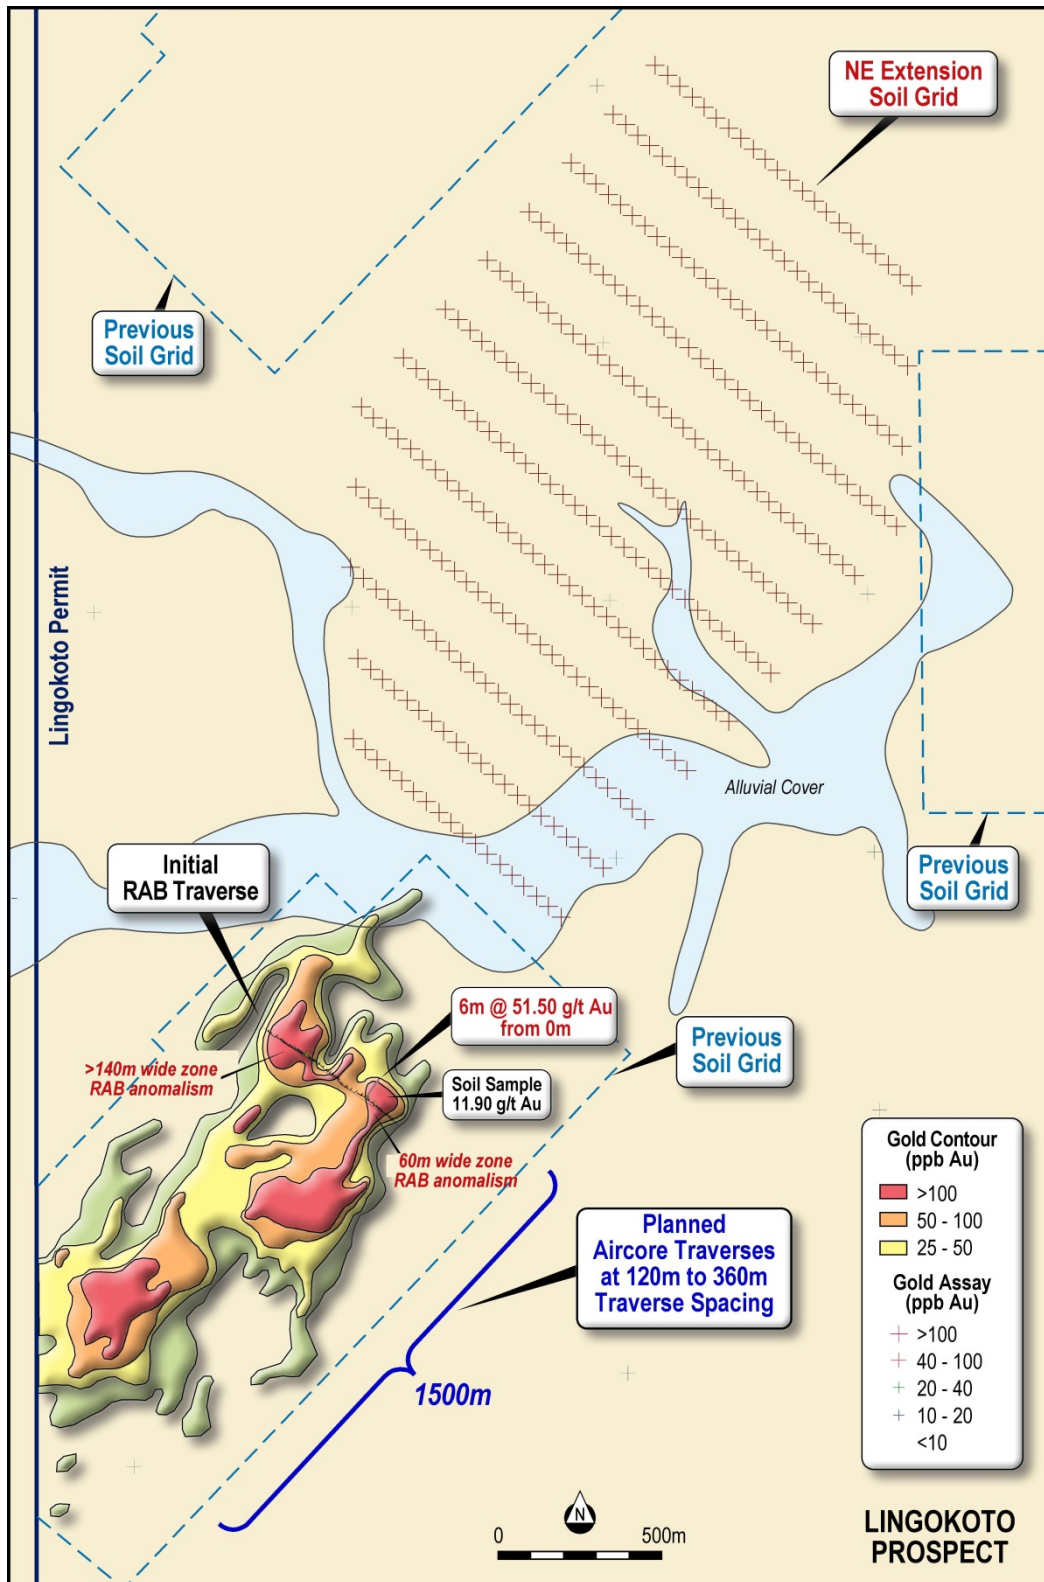 NE Extension
Soil Grid
Previous
Soil Grid
Lingokoto Permit
Alluvial Cover
Initial
RAB Traverse
Previous
Soil Grid
6m @ 51.50 g/t Au
from 0m
Previous
Soil Grid
>140m wide zone
RAB anomalism
Soil Sample
11.90 g/t Au
60m wide zone
RAB anomalism
Planned
Aircore Traverses
at 120m to 360m
Traverse Spacing
1500m
Gold Contour
(ppb Au)
>100
50 - 100
25 - 50
Gold Assay
(ppb Au)
>100
40 - 100
20 - 40
10 - 20
<10
N
0 500m
LINGOKOTO
PROSPECT